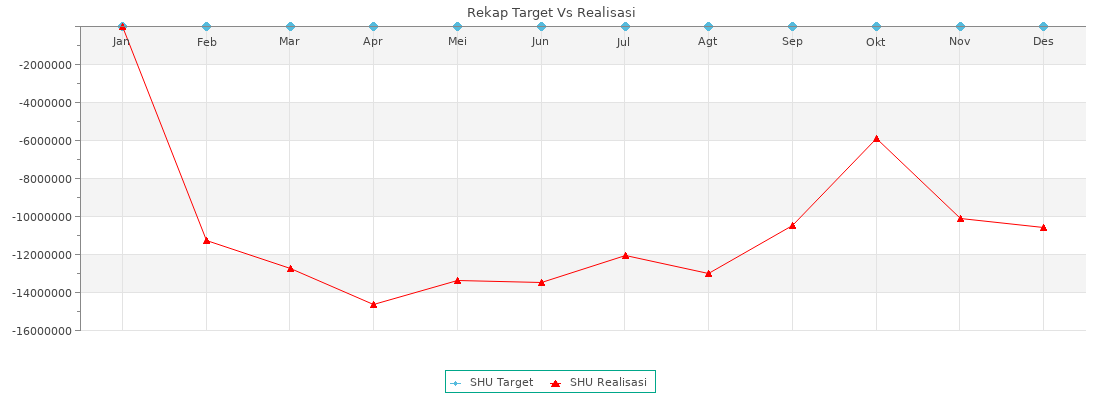 Rekap Target Vs Realisasi
Jan Feb Mar Apr Mei Jun Jul Agt Sep Okt Nov Des
-2000000
-4000000
-6000000
-8000000
-10000000
-12000000
-14000000
-16000000
SHU Target SHU Realisasi